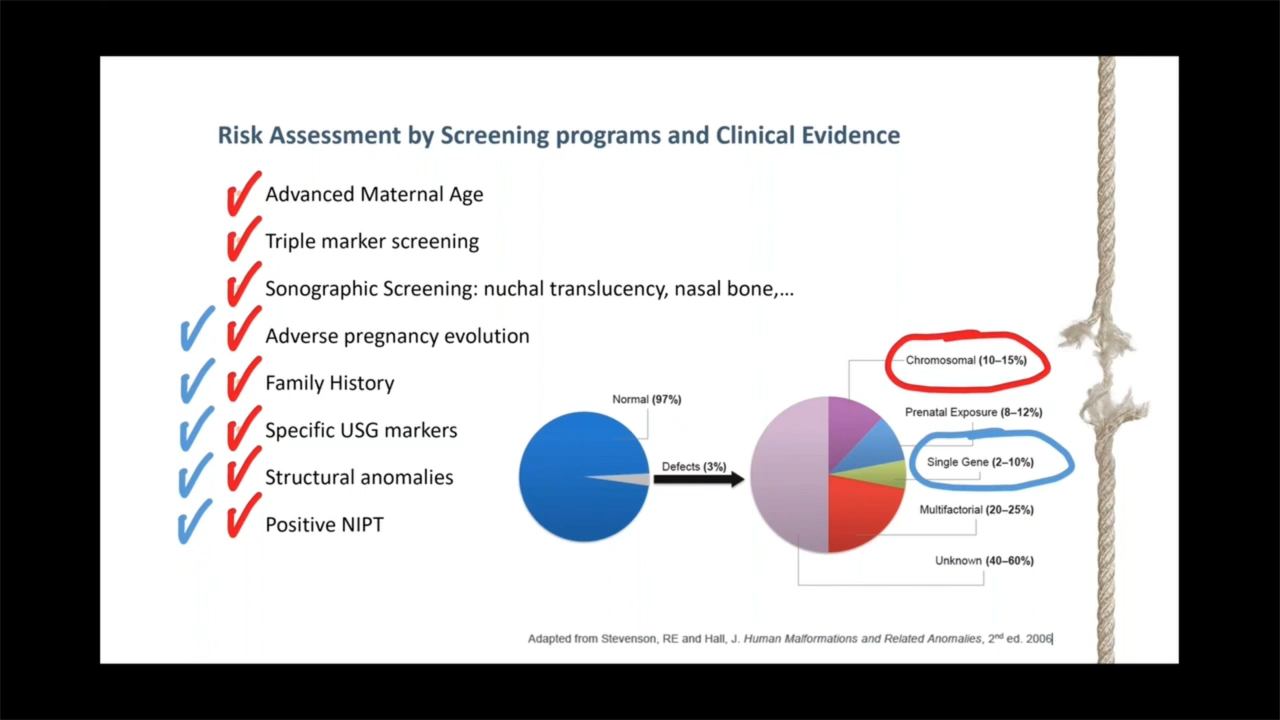 Risk Assessment by Screening programs and Clinical Evidence
Advanced Maternal Age
Triple marker screening
Sonographic Screening: nuchal translucency, nasal bone,...
Adverse pregnancy evolution
Family History
Specific USG markers
Structural anomalies
Positive NIPT
Normal (97%)
Defects (3%)
Chromosomal (10–15%)
Prenatal Exposure (8–12%)
Single Gene (2–10%)
Multifactorial (20–25%)
Unknown (40–60%)
Adapted from Stevenson, RE and Hall, J. Human Malformations and Related Anomalies, 2nd ed. 2006